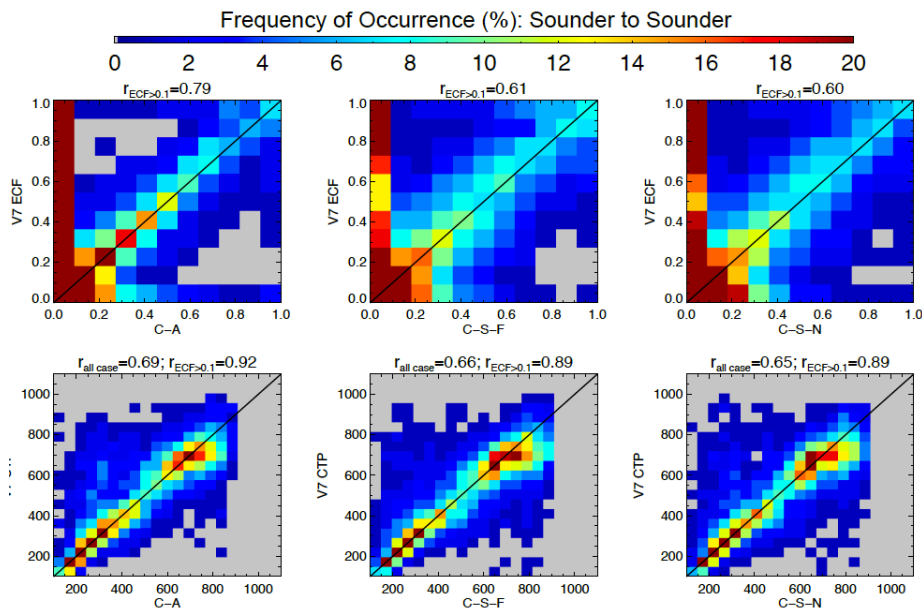 Frequency of Occurrence (%): Sounder to Sounder
0 2 4 6 8 10 12 14 16 18 20
r_ECF>0.1=0.79 r_ECF>0.1=0.61 r_ECF>0.1=0.60
V7 ECF V7 ECF V7 ECF
1.0 1.0 1.0
0.8 0.8 0.8
0.6 0.6 0.6
0.4 0.4 0.4
0.2 0.2 0.2
0.0 0.0 0.0
0.0 0.2 0.4 0.6 0.8 1.0 0.0 0.2 0.4 0.6 0.8 1.0 0.0 0.2 0.4 0.6 0.8 1.0
C-A C-S-F C-S-N
r_all case=0.69; r_ECF>0.1=0.92 r_all case=0.66; r_ECF>0.1=0.89 r_all case=0.65; r_ECF>0.1=0.89
V7 CTP V7 CTP
1000 1000 1000
800 800 800
600 600 600
400 400 400
200 200 200
200 400 600 800 1000 200 400 600 800 1000 200 400 600 800 1000
C-A C-S-F C-S-N